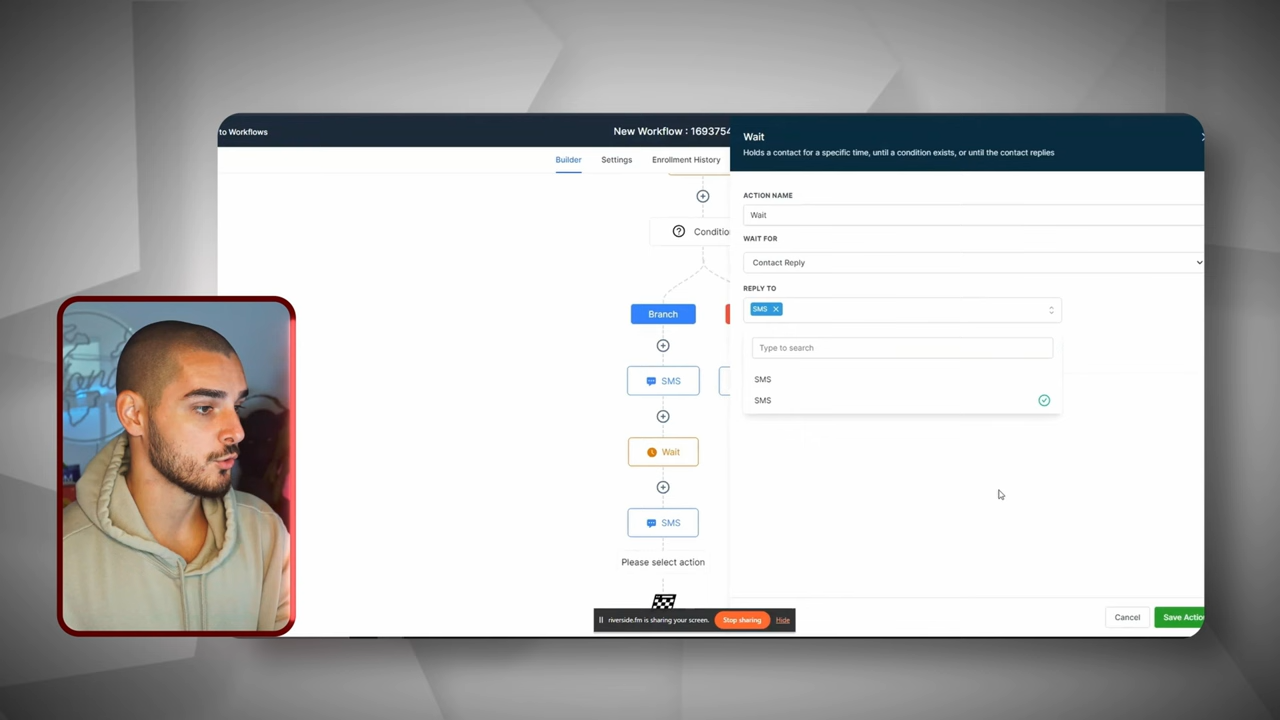 to Workflows
New Workflow : 1693754
Builder
Settings
Enrollment History
Condition
Branch
SMS
Wait
SMS
Please select action
Wait
Holds a contact for a specific time, until a condition exists, or until the contact replies
ACTION NAME
Wait
WAIT FOR
Contact Reply
REPLY TO
SMS ×
Type to search
SMS
SMS
Cancel
Save Actio
riverside.fm is sharing your screen.
Stop sharing
Hide